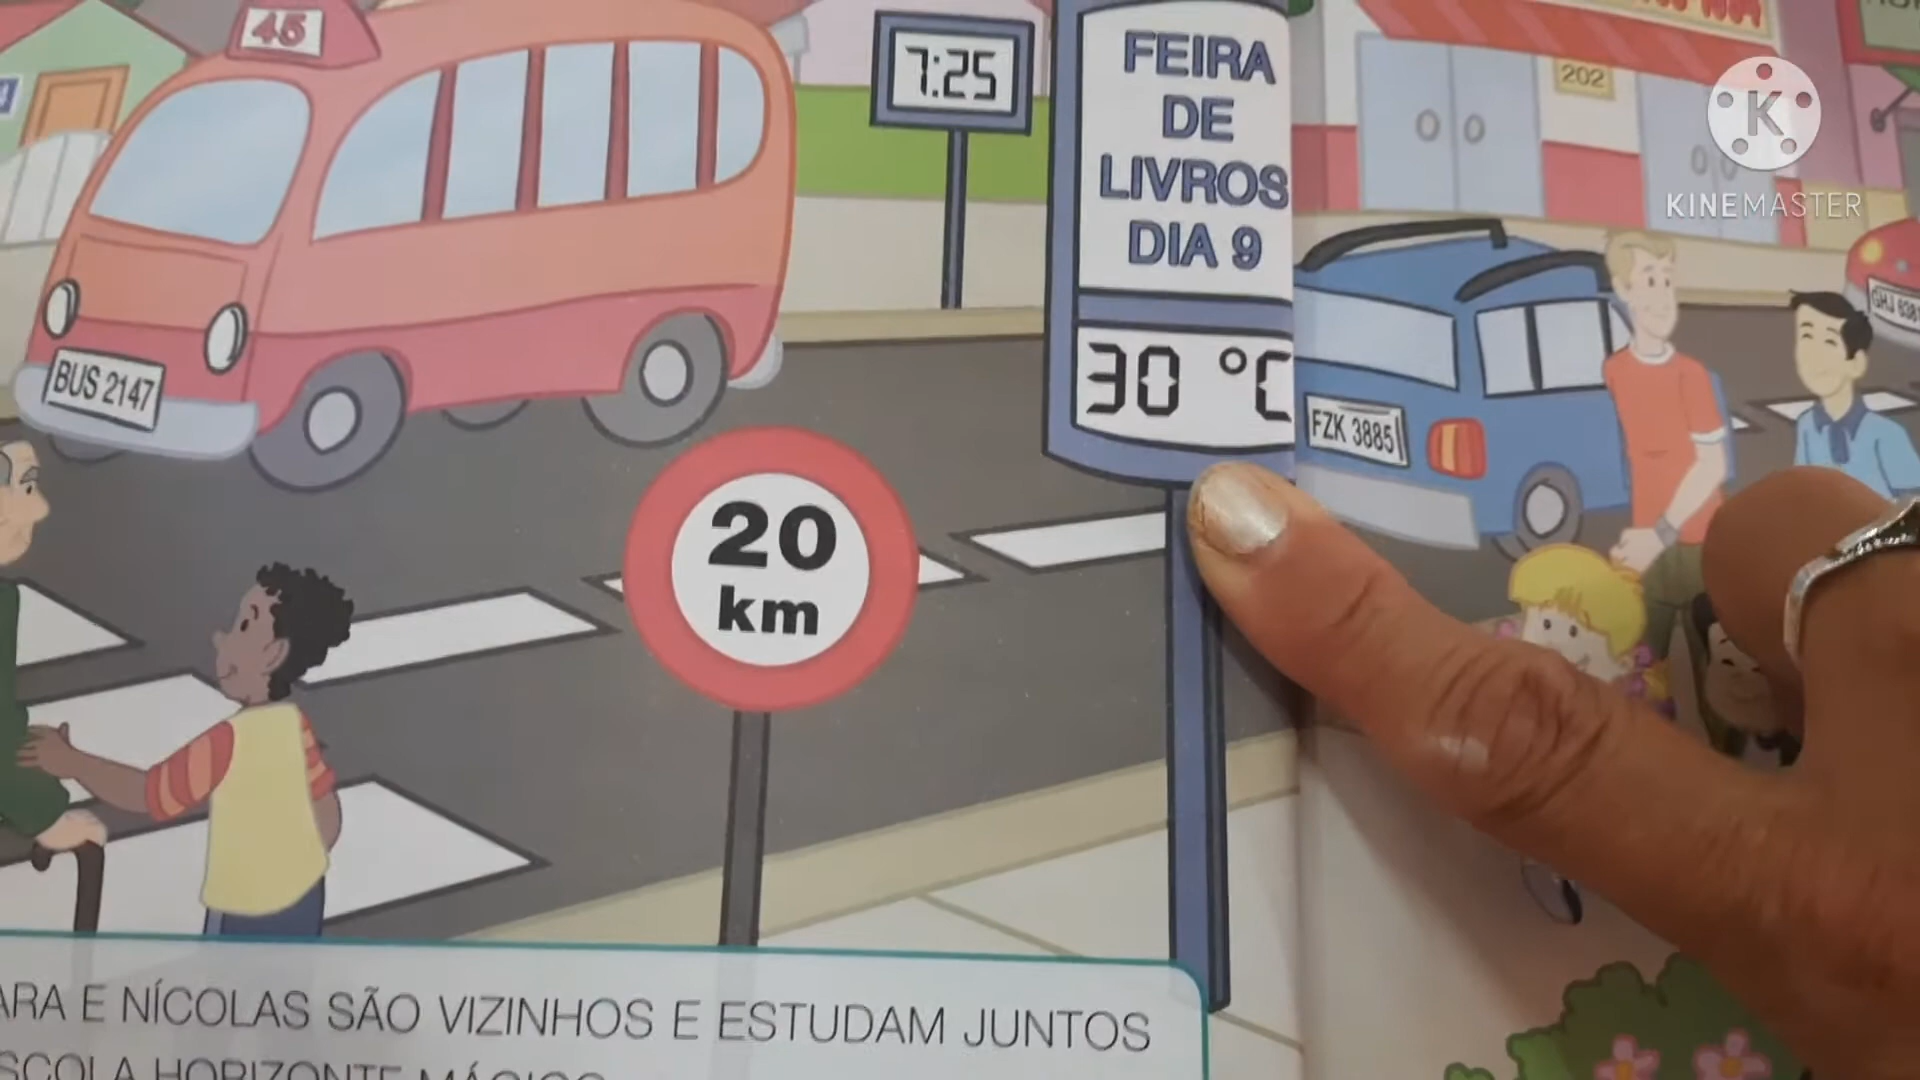 45
7:25
FEIRA
DE
LIVROS
DIA 9
30 °C
202
KINEMASTER
BUS 2147
FZK 3885
20
km
E NÍCOLAS SÃO VIZINHOS E ESTUDAM JUNTOS
HORIZONTE